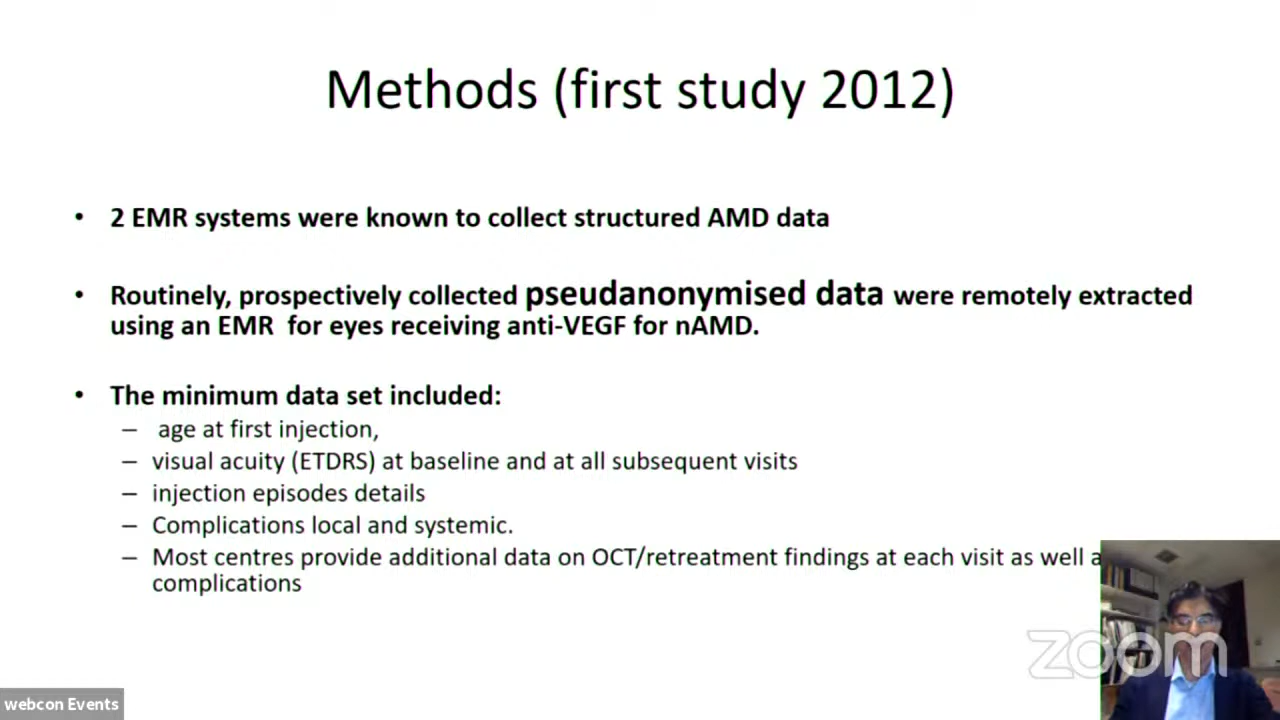 Methods (first study 2012)
• 2 EMR systems were known to collect structured AMD data
• Routinely, prospectively collected pseudanonymised data were remotely extracted
using an EMR for eyes receiving anti-VEGF for nAMD.
• The minimum data set included:
– age at first injection,
– visual acuity (ETDRS) at baseline and at all subsequent visits
– injection episodes details
– Complications local and systemic.
– Most centres provide additional data on OCT/retreatment findings at each visit as well
complications
zoom
webcon Events